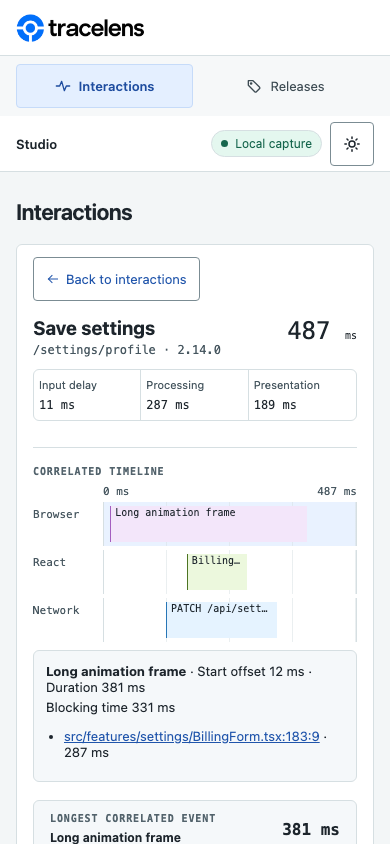 tracelens
Interactions
Releases
Studio
Local capture
Interactions
← Back to interactions
Save settings
487 ms
/settings/profile · 2.14.0
Input delay
11 ms
Processing
287 ms
Presentation
189 ms
CORRELATED TIMELINE
0 ms
487 ms
Browser
Long animation frame
React
Billing…
Network
PATCH /api/sett…
Long animation frame · Start offset 12 ms ·
Duration 381 ms
Blocking time 331 ms
• src/features/settings/BillingForm.tsx:183:9 ·
287 ms
LONGEST CORRELATED EVENT
Long animation frame
381 ms